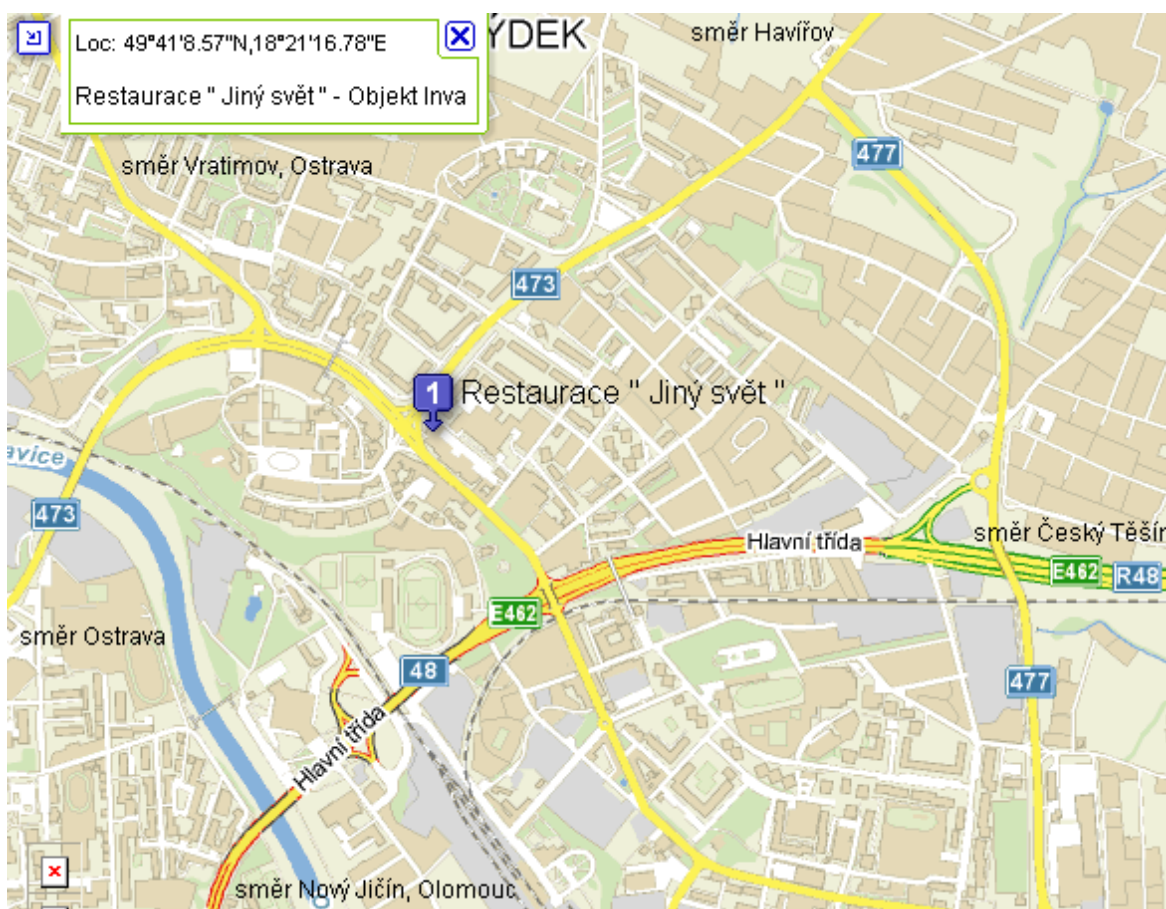 Loc: 49°41'8.57"N,18°21'16.78"E
Restaurace " Jiný svět " - Objekt Inva
ÝDEK
směr Havířov
477
směr Vratimov, Ostrava
473
1 Restaurace " Jiný svět "
avice
473
Hlavní třída
směr Český Těšín
E462 R48
E462
směr Ostrava
48
477
Hlavní třída
směr Nový Jičín, Olomouc